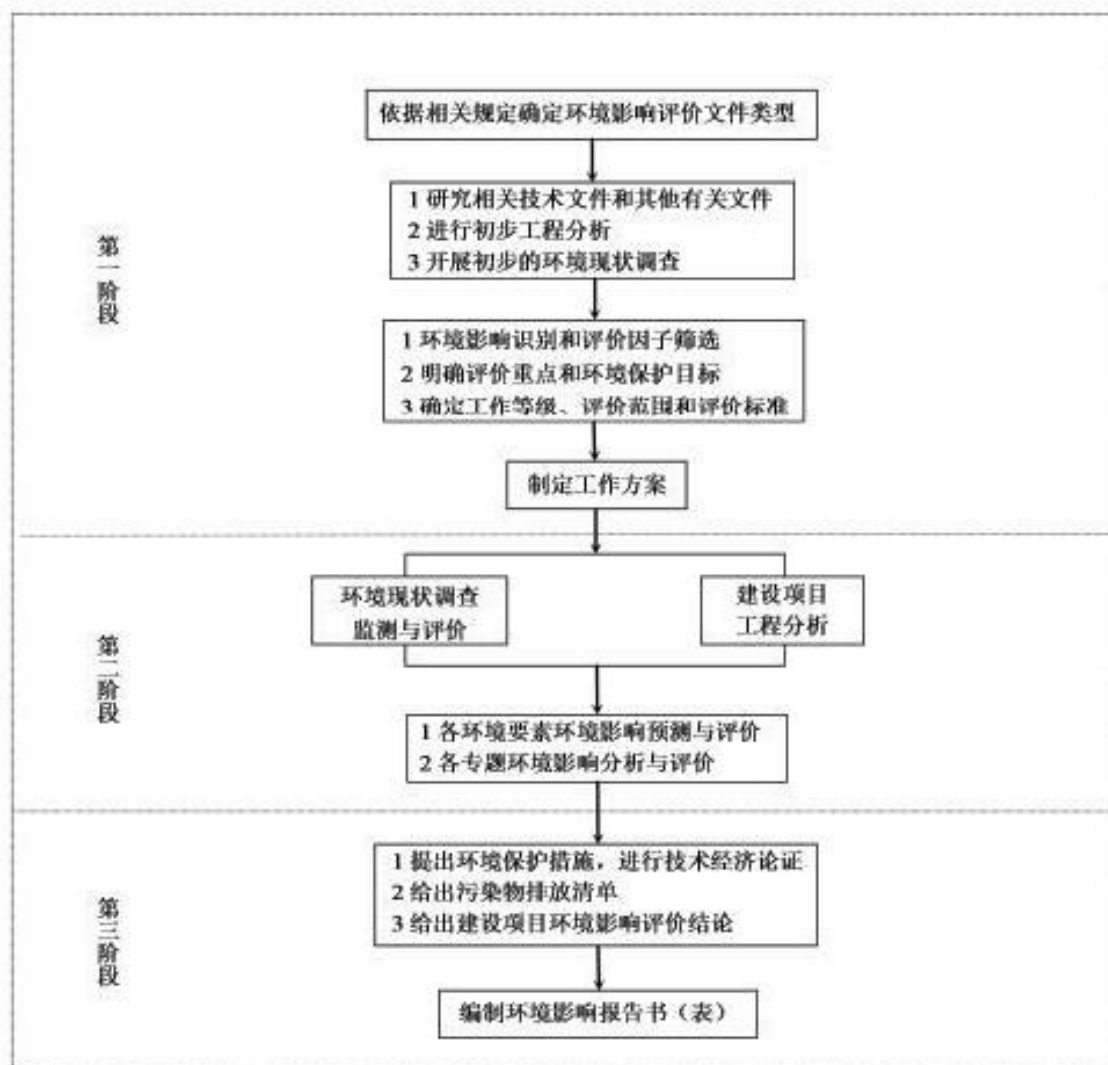 依据相关规定确定环境影响评价文件类型
1 研究相关技术文件和其他有关文件
2 进行初步工程分析
3 开展初步的环境现状调查
第一阶段
1 环境影响识别和评价因子筛选
2 明确评价重点和环境保护目标
3 确定工作等级、评价范围和评价标准
制定工作方案
环境现状调查
监测与评价
建设项目
工程分析
第二阶段
1 各环境要素环境影响预测与评价
2 各专题环境影响分析与评价
1 提出环境保护措施，进行技术经济论证
2 给出污染物排放清单
3 给出建设项目环境影响评价结论
第三阶段
编制环境影响报告书（表）